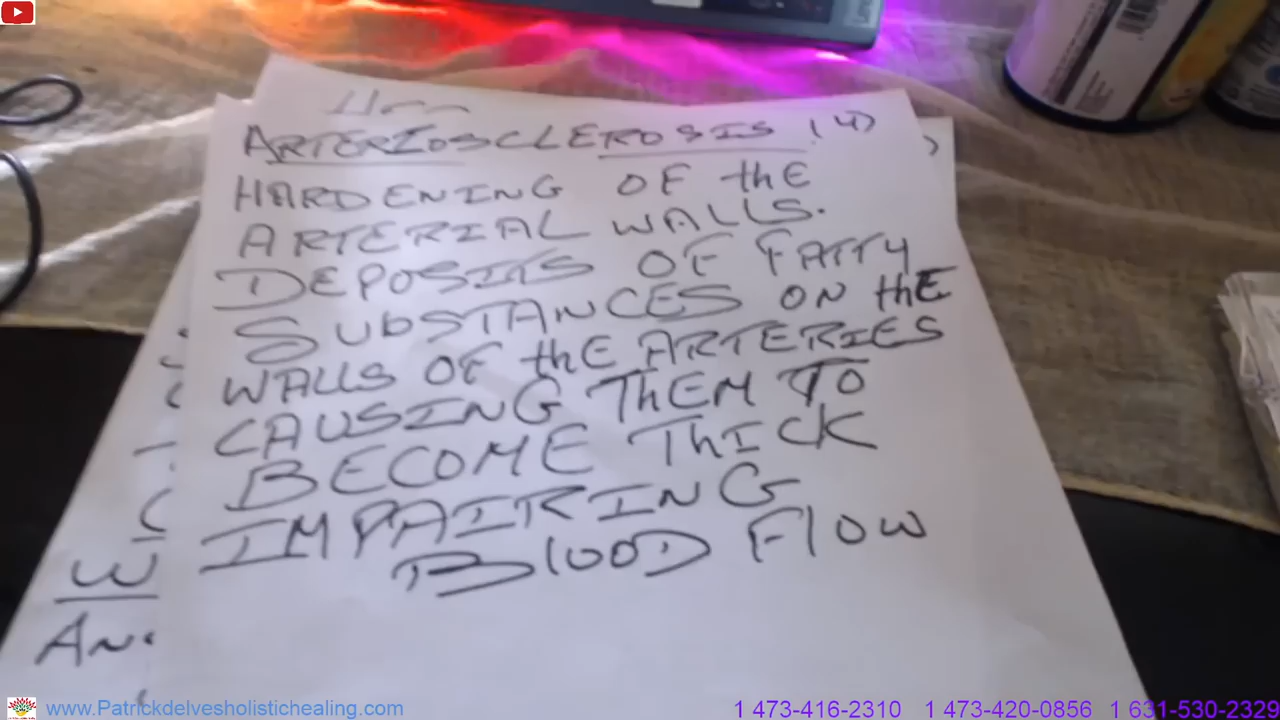 ARTERIOSCLEROSIS (4)
HARDENING OF thE
ARTERIAL WALLS.
DEPOSITS OF FATTY
SUbSTANCES ON thE
WALLS OF thE ARTERIES
CAUSING ThEM TO
BECOME ThICK
IMPAIRING
BlOOD FlOW
www.Patrickdelvesholistichealing.com
1 473-416-2310 1 473-420-0856 1 631-530-2329